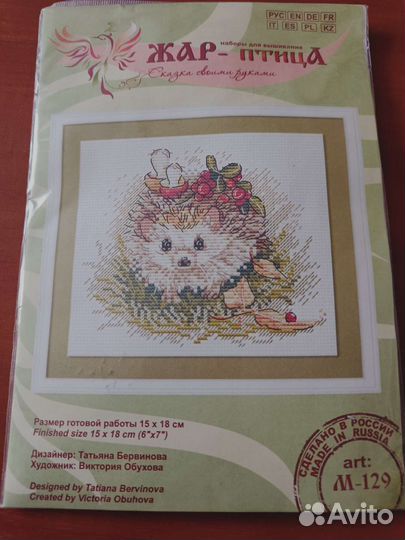 РУС EN DE FR
IT ES PL KZ
наборы для вышивания
ЖАР-ПТИЦА
Сказка своими руками
Размер готовой работы 15 x 18 см
Finished size 15 x 18 cm (6"x7")
Дизайнер: Татьяна Бервинова
Художник: Виктория Обухова
Designed by Tatiana Bervinova
Created by Victoria Obuhova
СДЕЛАНО В РОССИИ
MADE IN RUSSIA
art:
М-129
Avito